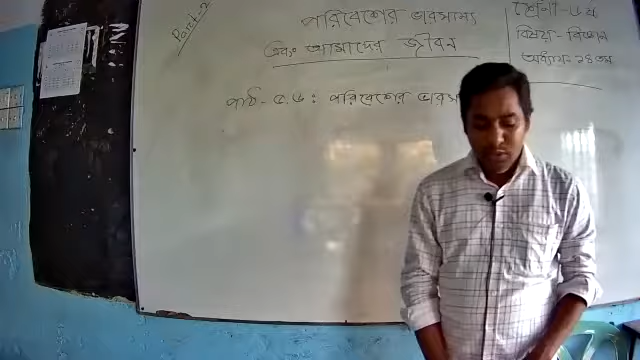 Part-2
পরিবেশের ভারসাম্য
এবং আমাদের জীবন
শ্রেণী-৬ষ্ঠ
বিষয়-বিজ্ঞান
অধ্যায়-১৪তম
পাঠ-৫,৬: পরিবেশের ভারসা